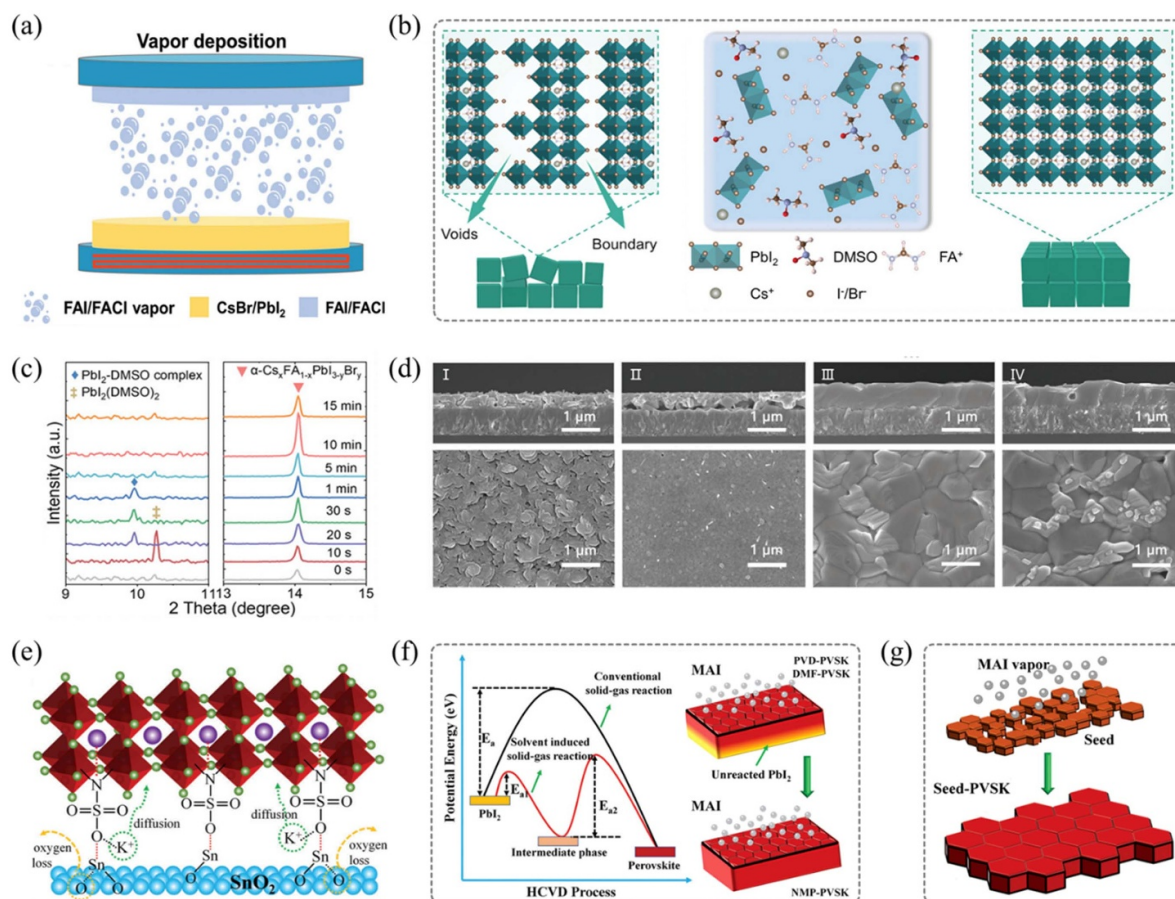 (a)
Vapor deposition
FAI/FACl vapor
CsBr/PbI2
FAI/FACl
(b)
Voids
Boundary
PbI2
DMSO
FA+
Cs+
I-/Br-
(c)
Intensity (a.u.)
PbI2-DMSO complex
PbI2(DMSO)2
α-CsxFA1-xPbI3-yBry
15 min
10 min
5 min
1 min
30 s
20 s
10 s
0 s
9 10 11
13 14 15
2 Theta (degree)
(d)
I
II
III
IV
1 μm
1 μm
1 μm
1 μm
1 μm
1 μm
1 μm
1 μm
(e)
N
N
N
O=S=O
O=S=O
O=S=O
O
O
O
diffusion
diffusion
K+
K+
oxygen
loss
oxygen
loss
Sn
Sn
Sn
O
O
O
O
O
SnO2
(f)
Potential Energy (eV)
Ea
Conventional
solid-gas reaction
Solvent induced
solid-gas reaction
Ea1
Ea2
PbI2
Intermediate phase
Perovskite
HCVD Process
MAI
PVD-PVSK
DMF-PVSK
Unreacted PbI2
MAI
NMP-PVSK
(g)
MAI vapor
Seed
Seed-PVSK